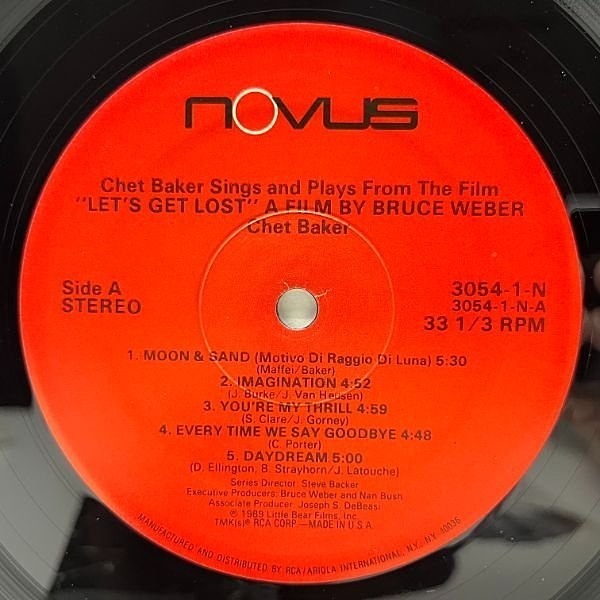 NOVUS
Chet Baker Sings and Plays From The Film
"LET'S GET LOST" A FILM BY BRUCE WEBER
Chet Baker
Side A
STEREO
3054-1-N
3054-1-N-A
33 1/3 RPM
1. MOON & SAND (Motivo Di Raggio Di Luna) 5:30
(Maffei/Baker)
2. IMAGINATION 4:52
(J. Burke/J. Van Heusen)
3. YOU'RE MY THRILL 4:59
(S. Clare/J. Gorney)
4. EVERY TIME WE SAY GOODBYE 4:48
(C. Porter)
5. DAYDREAM 5:00
(D. Ellington, B. Strayhorn/J. Latouche)
Series Director: Steve Backer
Executive Producers: Bruce Weber and Nan Bush
Associate Producer: Joseph S. DeBeasi
℗ 1989 Little Bear Films, Inc.
TMK(s) ® RCA CORP.—MADE IN U.S.A.
MANUFACTURED AND DISTRIBUTED BY RCA/ARIOLA INTERNATIONAL, N.Y., N.Y. 10036